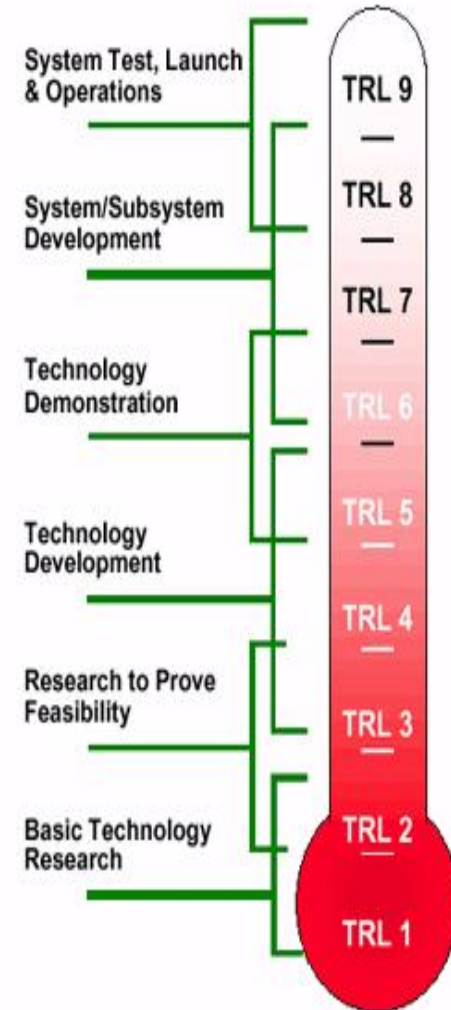 System Test, Launch
& Operations
System/Subsystem
Development
Technology
Demonstration
Technology
Development
Research to Prove
Feasibility
Basic Technology
Research
TRL 9
TRL 8
TRL 7
TRL 6
TRL 5
TRL 4
TRL 3
TRL 2
TRL 1